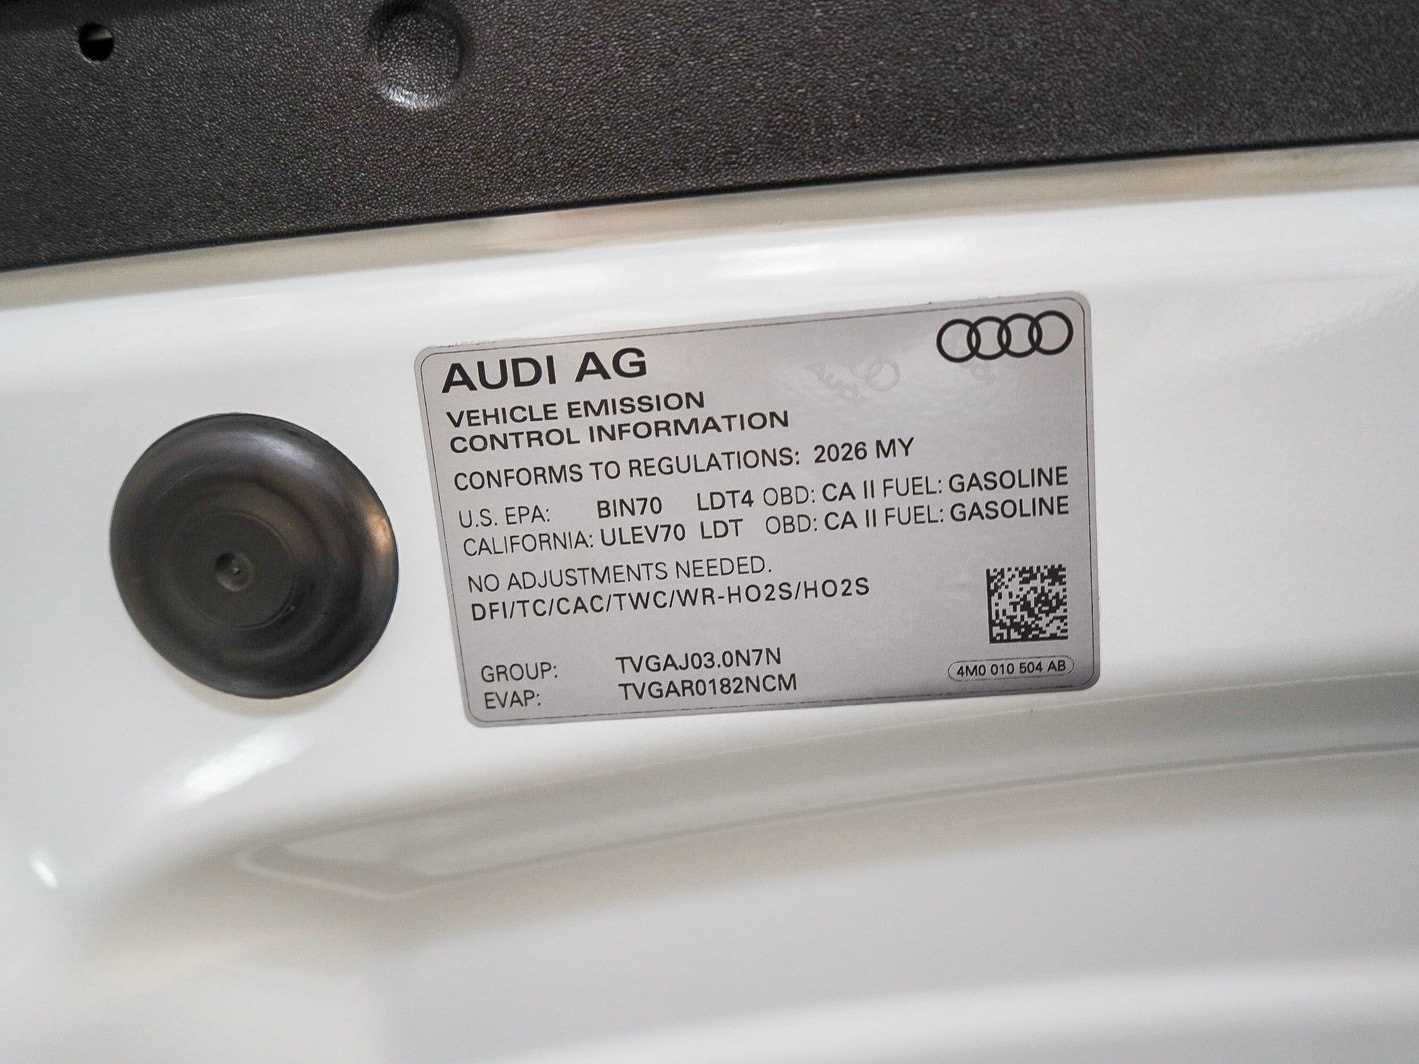 AUDI AG
VEHICLE EMISSION
CONTROL INFORMATION
CONFORMS TO REGULATIONS: 2026 MY
U.S. EPA: BIN70 LDT4 OBD: CA II FUEL: GASOLINE
CALIFORNIA: ULEV70 LDT OBD: CA II FUEL: GASOLINE
NO ADJUSTMENTS NEEDED.
DFI/TC/CAC/TWC/WR-HO2S/HO2S
GROUP: TVGAJ03.0N7N
EVAP: TVGAR0182NCM
4M0 010 504 AB